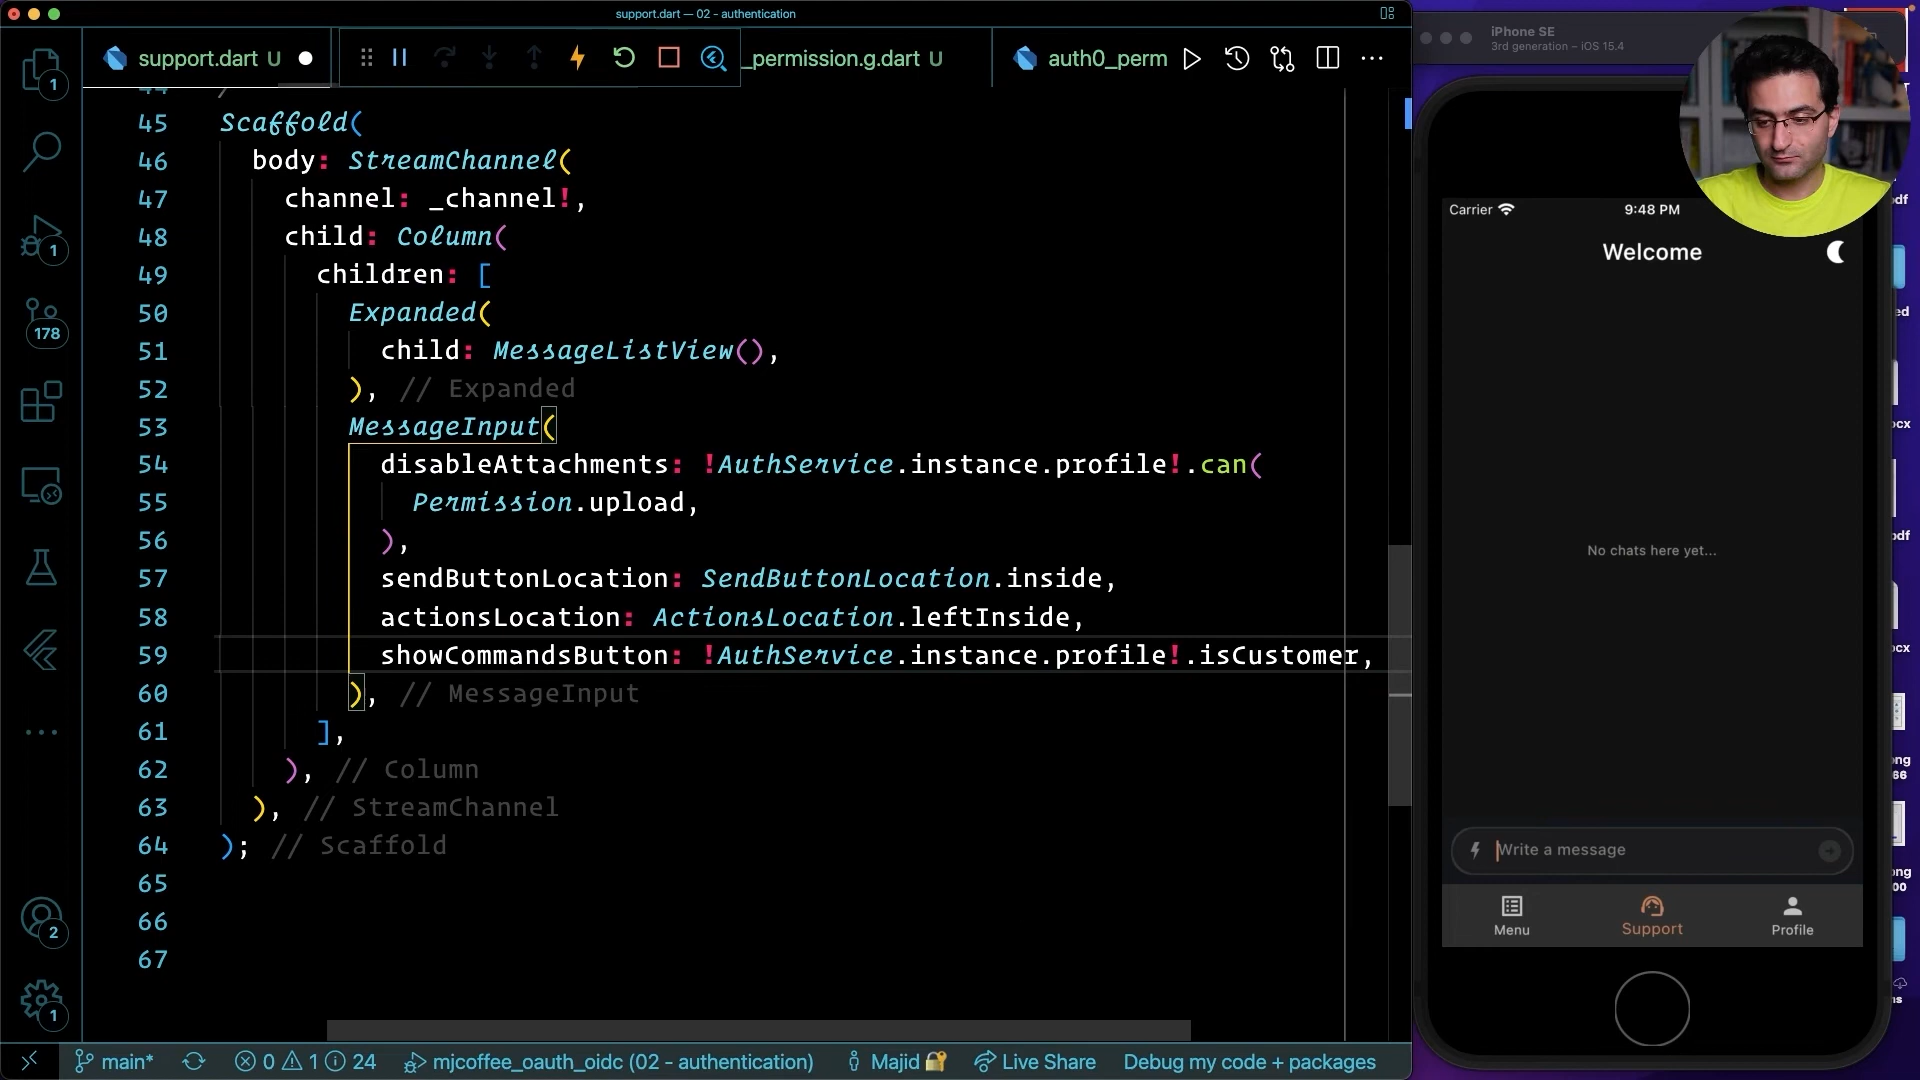 support.dart — 02 - authentication
support.dart U
_permission.g.dart U
auth0_perm
45 Scaffold(
46 body: StreamChannel(
47 channel: _channel!,
48 child: Column(
49 children: [
50 Expanded(
51 child: MessageListView(),
52 ), // Expanded
53 MessageInput(
54 disableAttachments: !AuthService.instance.profile!.can(
55 Permission.upload,
56 ),
57 sendButtonLocation: SendButtonLocation.inside,
58 actionsLocation: ActionsLocation.leftInside,
59 showCommandsButton: !AuthService.instance.profile!.isCustomer,
60 ), // MessageInput
61 ],
62 ), // Column
63 ), // StreamChannel
64 ); // Scaffold
65
66
67
1
1
178
2
1
main* 0 1 24 mjcoffee_oauth_oidc (02 - authentication) Majid Live Share Debug my code + packages
iPhone SE
3rd generation – iOS 15.4
Carrier 9:48 PM
Welcome
No chats here yet...
Write a message
Menu Support Profile